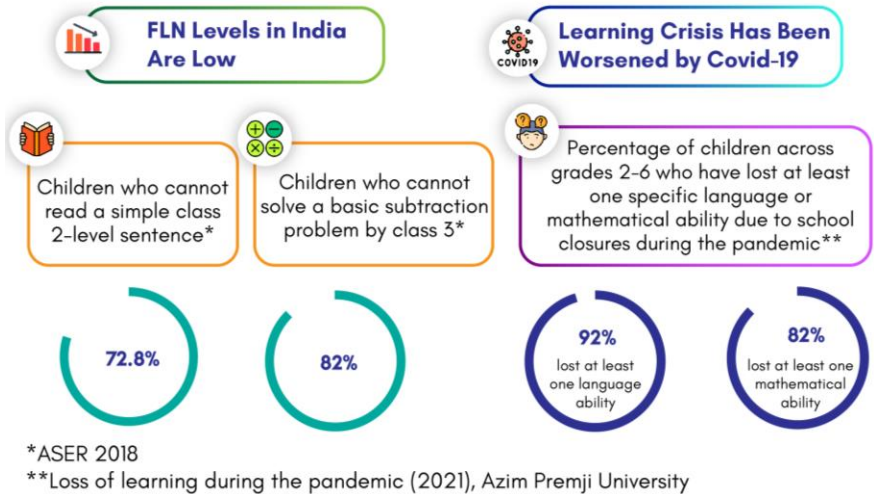 FLN Levels in India
Are Low
COVID19
Learning Crisis Has Been
Worsened by Covid-19
Children who cannot
read a simple class
2-level sentence*
Children who cannot
solve a basic subtraction
problem by class 3*
Percentage of children across
grades 2-6 who have lost at least
one specific language or
mathematical ability due to school
closures during the pandemic**
72.8%
82%
92%
lost at least
one language
ability
82%
lost at least one
mathematical
ability
*ASER 2018
**Loss of learning during the pandemic (2021), Azim Premji University